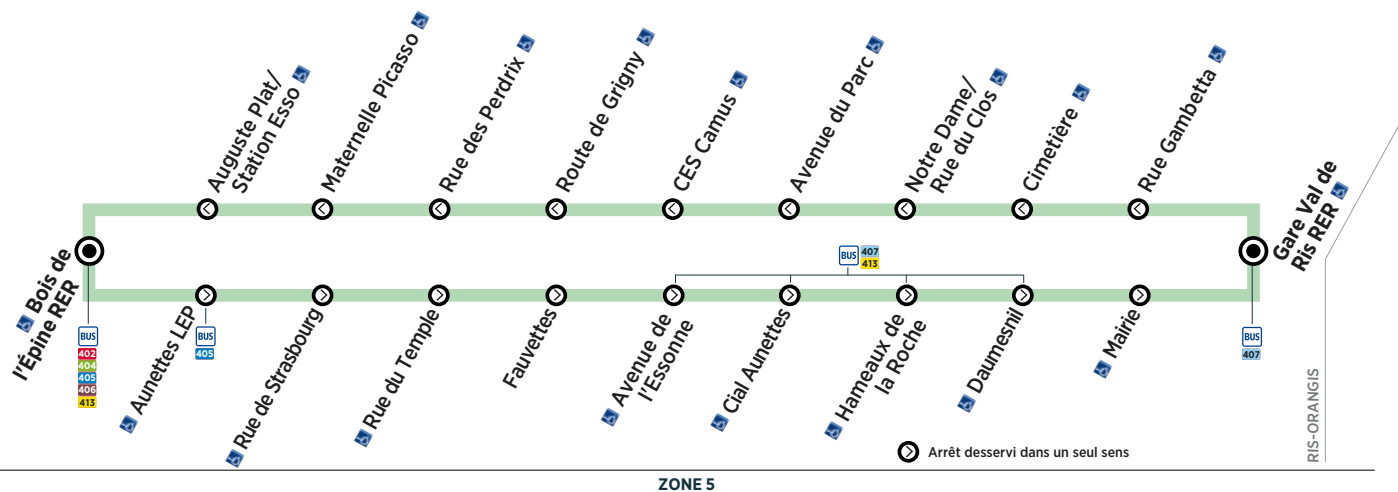 Auguste Plat/
Station Esso
Maternelle Picasso
Rue des Perdrix
Route de Grigny
CES Camus
Avenue du Parc
Notre Dame/
Rue du Clos
Cimetière
Rue Gambetta
Gare Val de
Ris RER
BUS
407
Bois de
l'Épine RER
BUS
402
404
405
406
413
BUS
407
413
Aunettes LEP
BUS
405
Rue de Strasbourg
Rue du Temple
Fauvettes
Avenue de
l'Essonne
Cial Aunettes
Hameaux de
la Roche
Daumesnil
Mairie
RIS-ORANGIS
Arrêt desservi dans un seul sens
ZONE 5